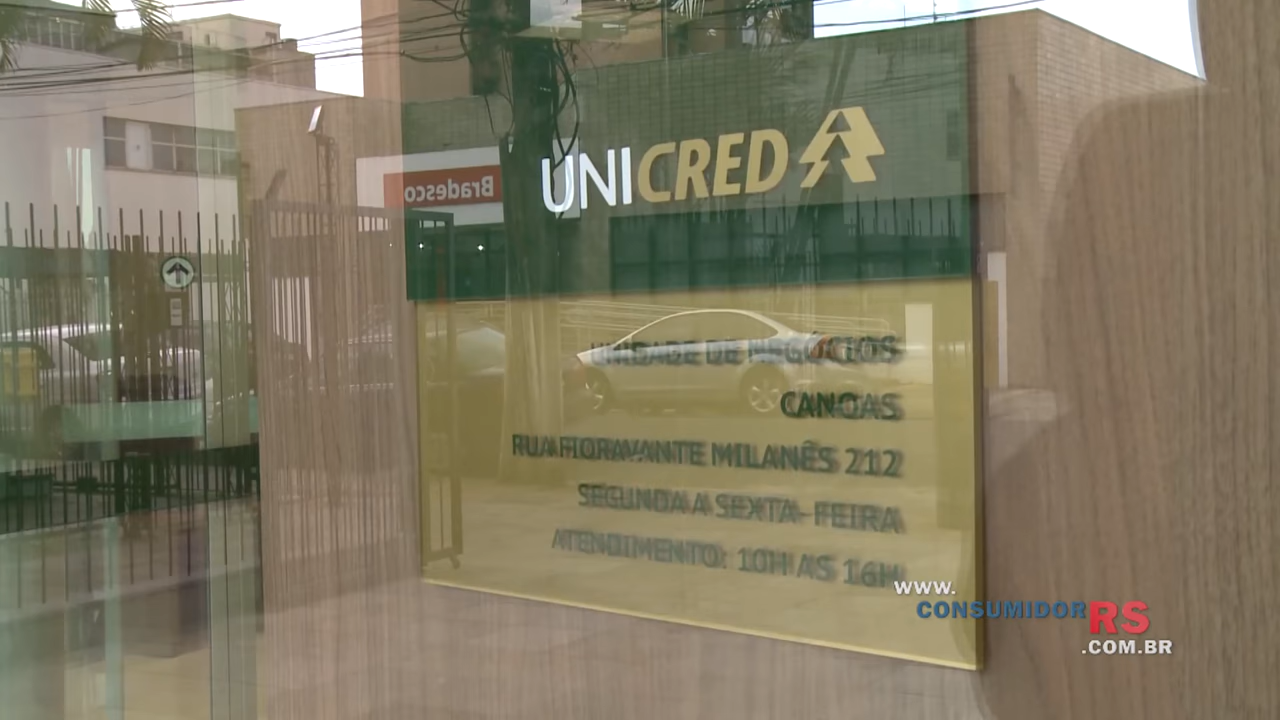 UNICRED
Bradesco
UNIDADE DE NEGÓCIOS
CANOAS
RUA FIORAVANTE MILANÊS 212
SEGUNDA A SEXTA- FEIRA
ATENDIMENTO: 10H AS 16H
WWW.
CONSUMIDORRS
.COM.BR